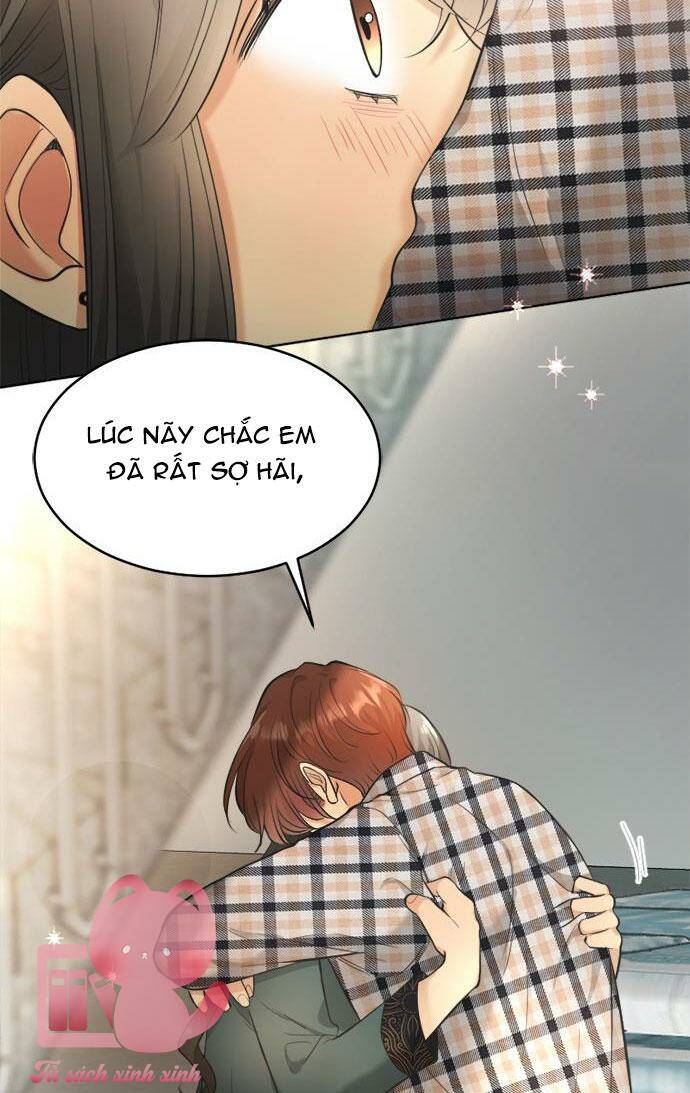 LÚC NÃY CHẮC EM
ĐÃ RẤT SỢ HÃI,
Tủ sách xinh xinh